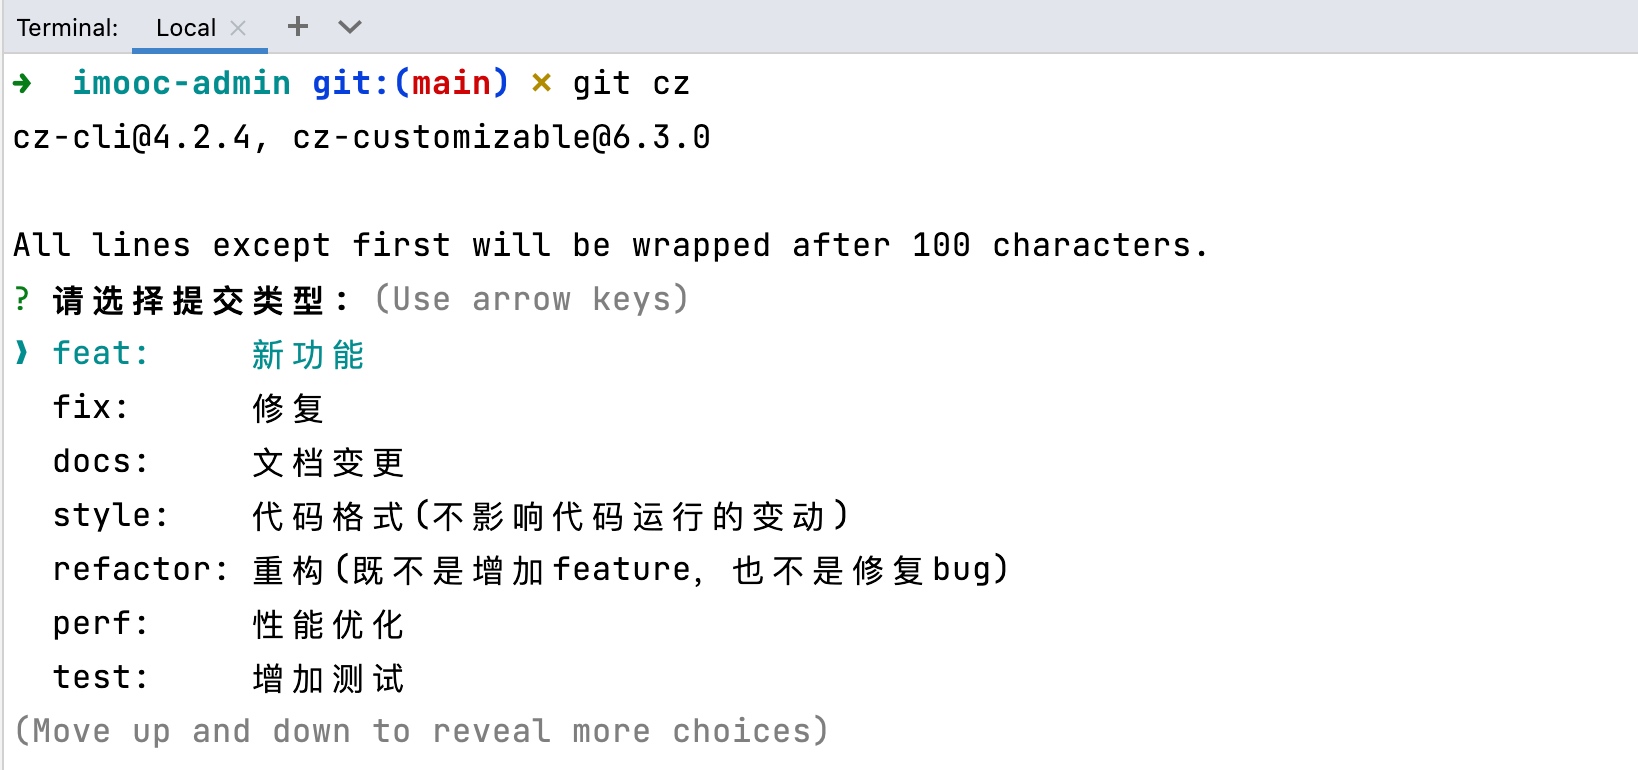 Terminal: Local × + ⌄
➜ imooc-admin git:(main) ✗ git cz
cz-cli@4.2.4, cz-customizable@6.3.0
All lines except first will be wrapped after 100 characters.
? 请选择提交类型: (Use arrow keys)
❯ feat: 新功能
fix: 修复
docs: 文档变更
style: 代码格式(不影响代码运行的变动)
refactor: 重构(既不是增加feature, 也不是修复bug)
perf: 性能优化
test: 增加测试
(Move up and down to reveal more choices)